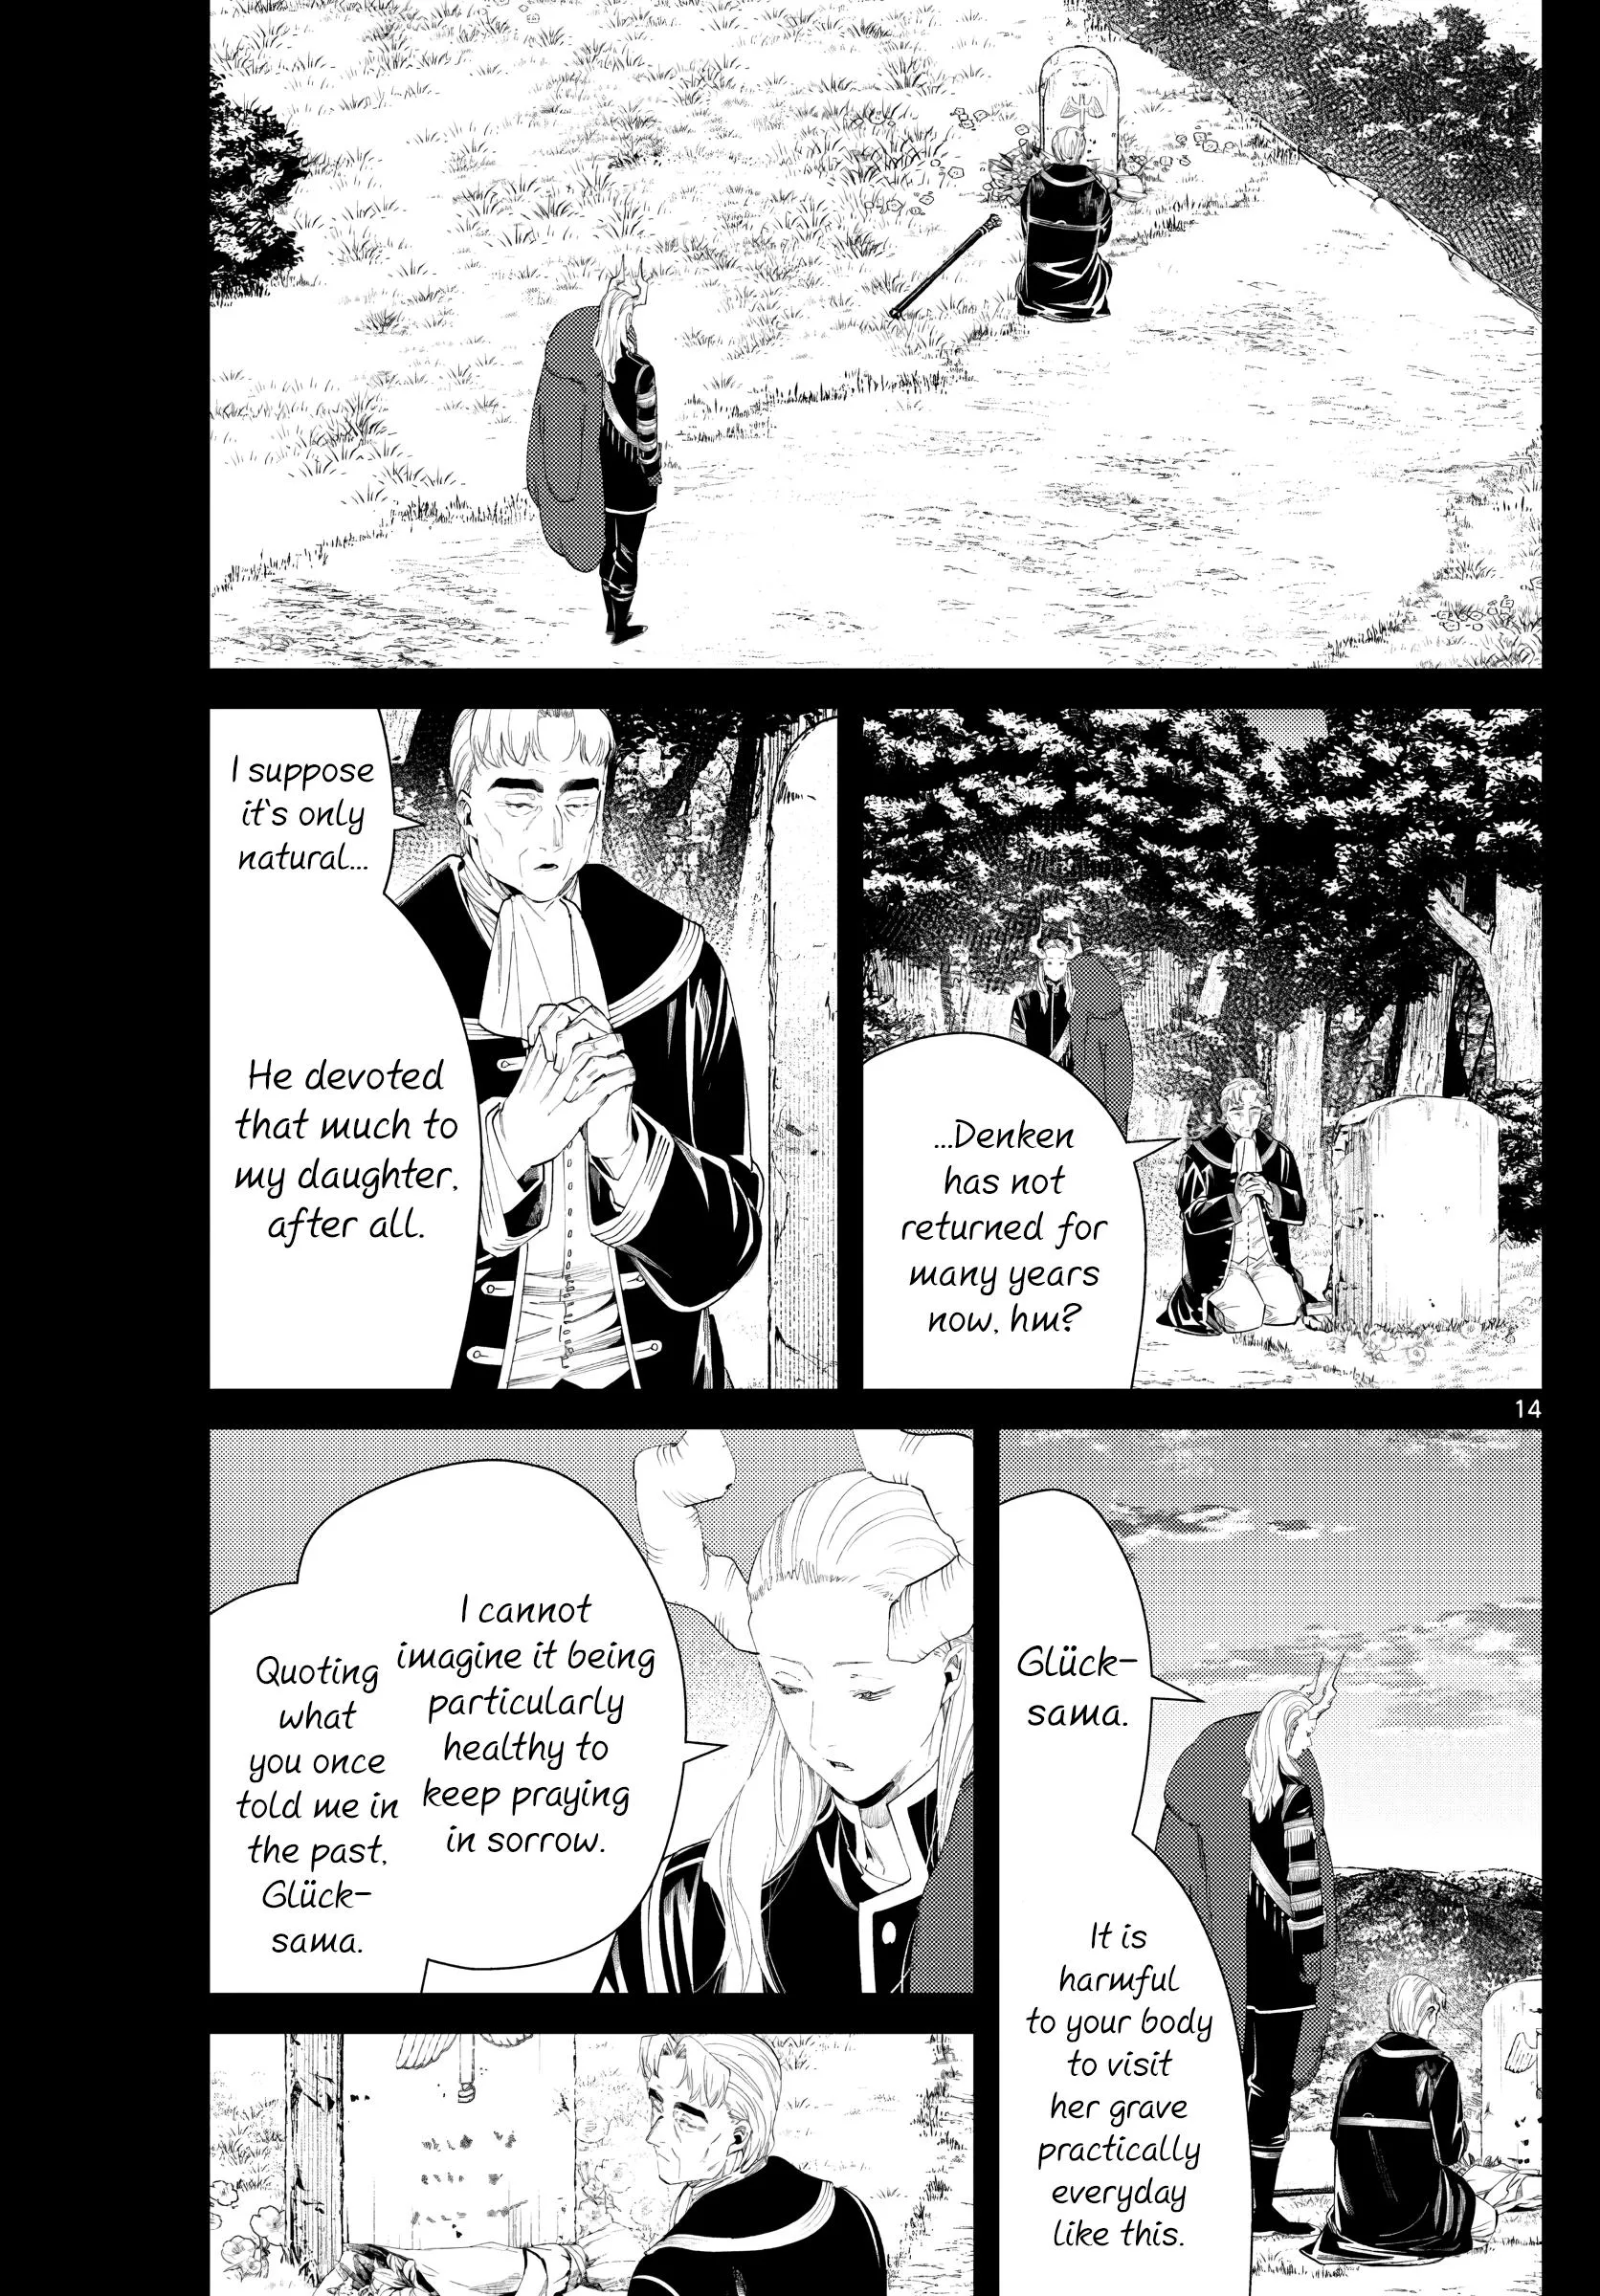 ...Denken
has not
returned for
many years
now, hm?
I suppose
it's only
natural...
He devoted
that much to
my daughter,
after all.
14
Glück-
sama.
It is
harmful
to your body
to visit
her grave
practically
everyday
like this.
I cannot
imagine it being
particularly
healthy to
keep praying
in sorrow.
Quoting
what
you once
told me in
the past,
Glück-
sama.